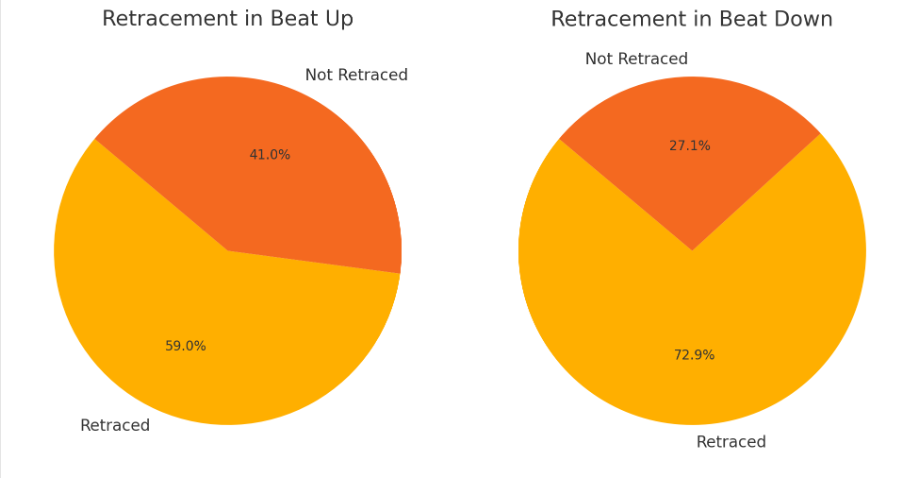 Retracement in Beat Up
Not Retraced
41.0%
59.0%
Retraced
Retracement in Beat Down
Not Retraced
27.1%
72.9%
Retraced